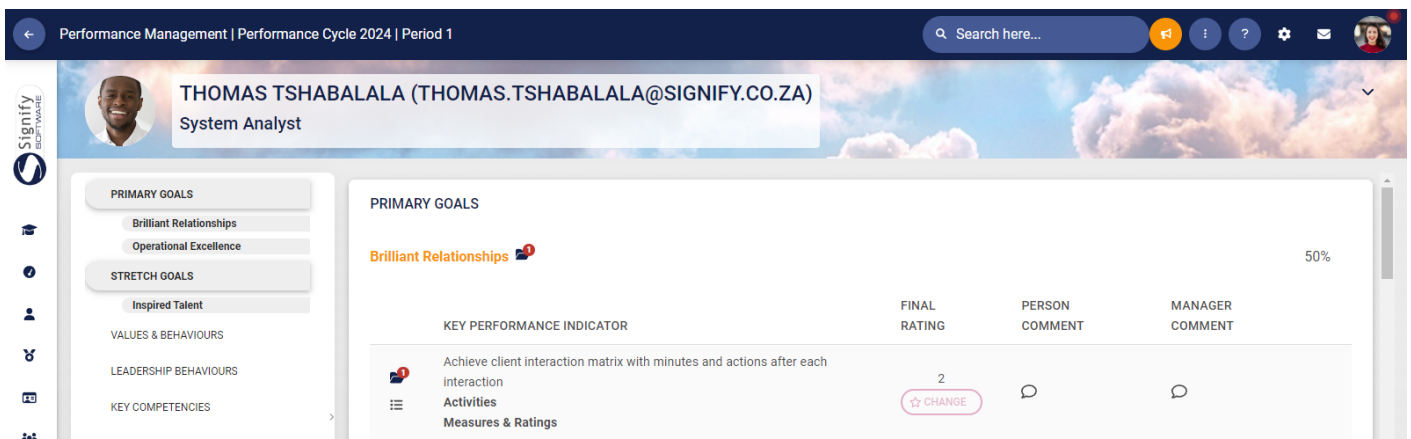 Performance Management | Performance Cycle 2024 | Period 1
Search here...
?
Signify
SOFTWARE
THOMAS TSHABALALA (THOMAS.TSHABALALA@SIGNIFY.CO.ZA)
System Analyst
PRIMARY GOALS
Brilliant Relationships
Operational Excellence
STRETCH GOALS
Inspired Talent
VALUES & BEHAVIOURS
LEADERSHIP BEHAVIOURS
KEY COMPETENCIES
PRIMARY GOALS
Brilliant Relationships 1
50%
KEY PERFORMANCE INDICATOR
FINAL
RATING
PERSON
COMMENT
MANAGER
COMMENT
1
Achieve client interaction matrix with minutes and actions after each
interaction
Activities
Measures & Ratings
2
CHANGE